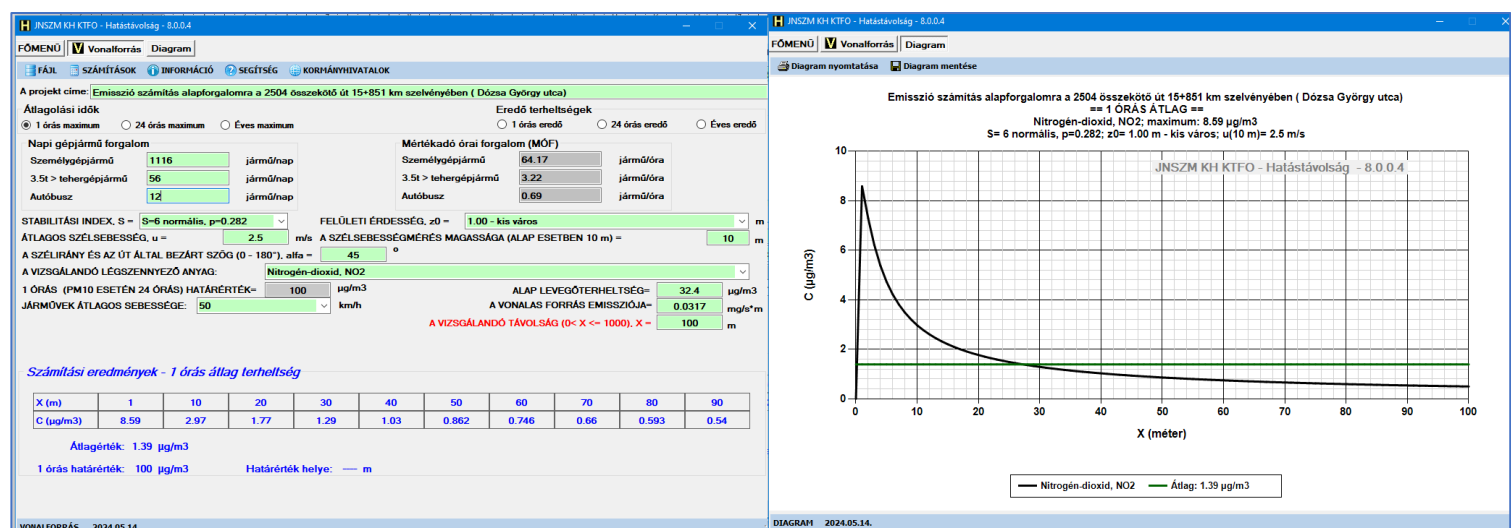 JNSZM KH KTFO - Hatástávolság - 8.0.0.4
FŐMENÜ V Vonalforrás Diagram
FÁJL SZÁMÍTÁSOK INFORMÁCIÓ SEGÍTSÉG KORMÁNYHIVATALOK
A projekt címe: Emisszió számítás alapforgalomra a 2504 összekötő út 15+851 km szelvényében ( Dózsa György utca)
Átlagolási idők Eredő terheltségek
1 órás maximum 24 órás maximum Éves maximum 1 órás eredő 24 órás eredő Éves eredő
Napi gépjármű forgalom Mértékadó órai forgalom (MÓF)
Személygépjármű 1116 jármű/nap Személygépjármű 64.17 jármű/óra
3.5t > tehergépjármű 56 jármű/nap 3.5t > tehergépjármű 3.22 jármű/óra
Autóbusz 12 jármű/nap Autóbusz 0.69 jármű/óra
STABILITÁSI INDEX, S = S=6 normális, p=0.282 FELÜLETI ÉRDESSÉG, z0 = 1.00 - kis város m
ÁTLAGOS SZÉLSEBESSÉG, u = 2.5 m/s A SZÉLSEBESSÉGMÉRÉS MAGASSÁGA (ALAP ESETBEN 10 m) = 10 m
A SZÉLIRÁNY ÉS AZ ÚT ÁLTAL BEZÁRT SZÖG (0 - 180°), alfa = 45 °
A VIZSGÁLANDÓ LÉGSZENNYEZŐ ANYAG: Nitrogén-dioxid, NO2
1 ÓRÁS (PM10 ESETÉN 24 ÓRÁS) HATÁRÉRTÉK= 100 µg/m3 ALAP LEVEGŐTERHELTSÉG= 32.4 µg/m3
JÁRMŰVEK ÁTLAGOS SEBESSÉGE: 50 km/h A VONALAS FORRÁS EMISSZIÓJA= 0.0317 mg/s*m
A VIZSGÁLANDÓ TÁVOLSÁG (0< X <= 1000), X = 100 m
Számítási eredmények - 1 órás átlag terheltség
X (m) 1 10 20 30 40 50 60 70 80 90
C (µg/m3) 8.59 2.97 1.77 1.29 1.03 0.862 0.746 0.66 0.593 0.54
Átlagérték: 1.39 µg/m3
1 órás határérték: 100 µg/m3 Határérték helye: --- m
VONALFORRÁS 2024.05.14.
JNSZM KH KTFO - Hatástávolság - 8.0.0.4
FŐMENÜ V Vonalforrás Diagram
Diagram nyomtatása Diagram mentése
Emisszió számítás alapforgalomra a 2504 összekötő út 15+851 km szelvényében ( Dózsa György utca)
== 1 ÓRÁS ÁTLAG ==
Nitrogén-dioxid, NO2; maximum: 8.59 µg/m3
S= 6 normális, p=0.282; z0= 1.00 m - kis város; u(10 m)= 2.5 m/s
JNSZM KH KTFO - Hatástávolság - 8.0.0.4
10
8
6
4
2
0
C (µg/m3)
0 10 20 30 40 50 60 70 80 90 100
X (méter)
Nitrogén-dioxid, NO2 Átlag: 1.39 µg/m3
DIAGRAM 2024.05.14.